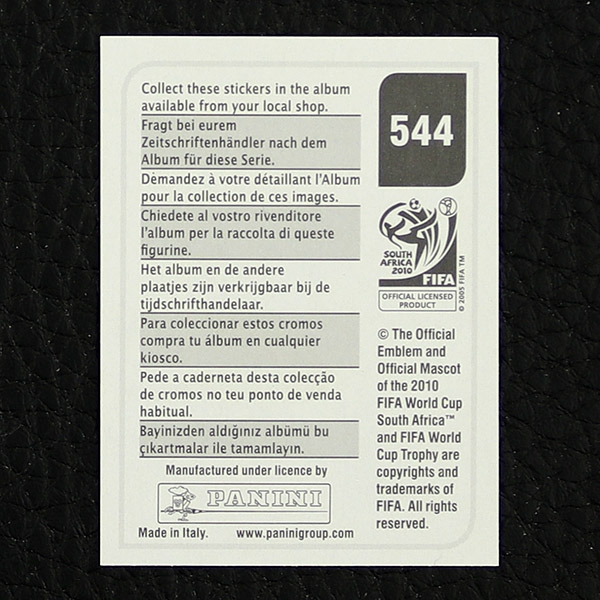 Collect these stickers in the album
available from your local shop.
Fragt bei eurem
Zeitschriftenhändler nach dem
Album für diese Serie.
Demandez à votre détaillant l'Album
pour la collection de ces images.
Chiedete al vostro rivenditore
l'album per la raccolta di queste
figurine.
Het album en de andere
plaatjes zijn verkrijgbaar bij de
tijdschrifthandelaar.
Para coleccionar estos cromos
compra tu álbum en cualquier
kiosco.
Pede a caderneta desta colecção
de cromos no teu ponto de venda
habitual.
Bayinizden aldığınız albümü bu
çıkartmalar ile tamamlayın.
Manufactured under licence by
PANINI
Made in Italy. www.paninigroup.com
544
SOUTH
AFRICA
2010
FIFA
OFFICIAL LICENSED
PRODUCT
© 2005 FIFA TM
© The Official
Emblem and
Official Mascot
of the 2010
FIFA World Cup
South Africa™
and FIFA World
Cup Trophy are
copyrights and
trademarks of
FIFA. All rights
reserved.